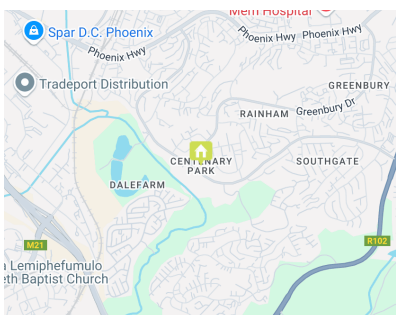 Mem Hospital
Spar D.C. Phoenix
Phoenix Hwy
Phoenix Hwy
Phoenix Hwy
Tradeport Distribution
GREENBURY
Greenbury Dr
RAINHAM
CENTENARY
PARK
SOUTHGATE
DALEFARM
M21
R102
a Lemiphefumulo
eth Baptist Church